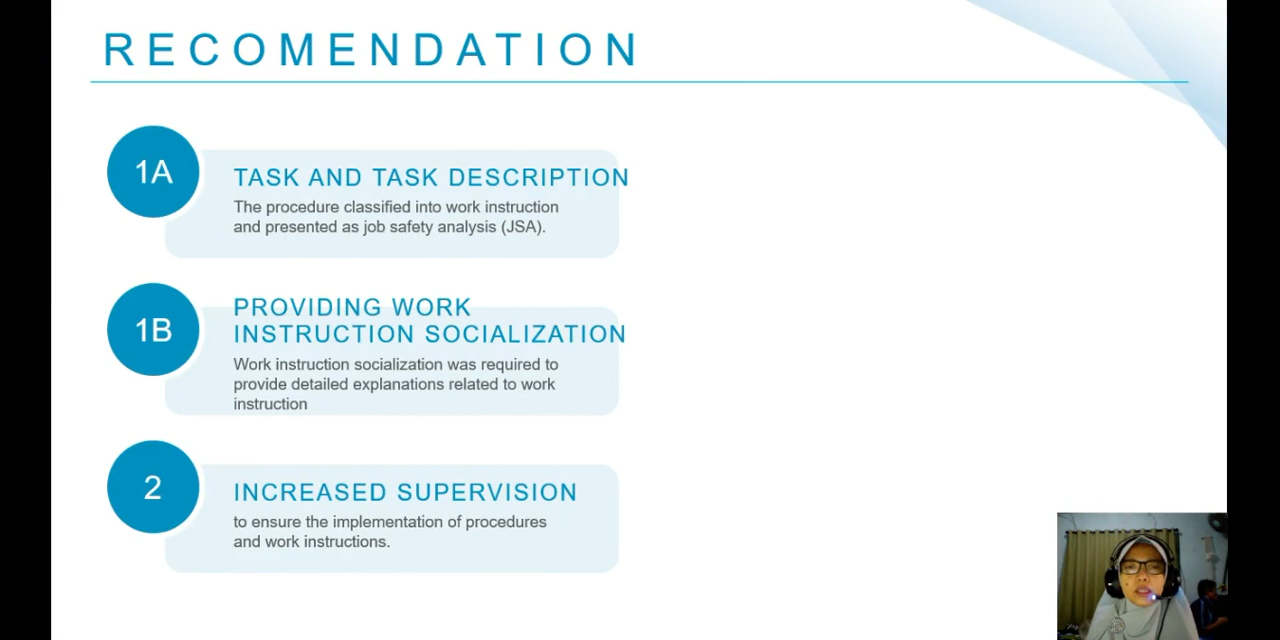 RECOMENDATION
1A
TASK AND TASK DESCRIPTION
The procedure classified into work instruction
and presented as job safety analysis (JSA).
1B
PROVIDING WORK
INSTRUCTION SOCIALIZATION
Work instruction socialization was required to
provide detailed explanations related to work
instruction
2
INCREASED SUPERVISION
to ensure the implementation of procedures
and work instructions.